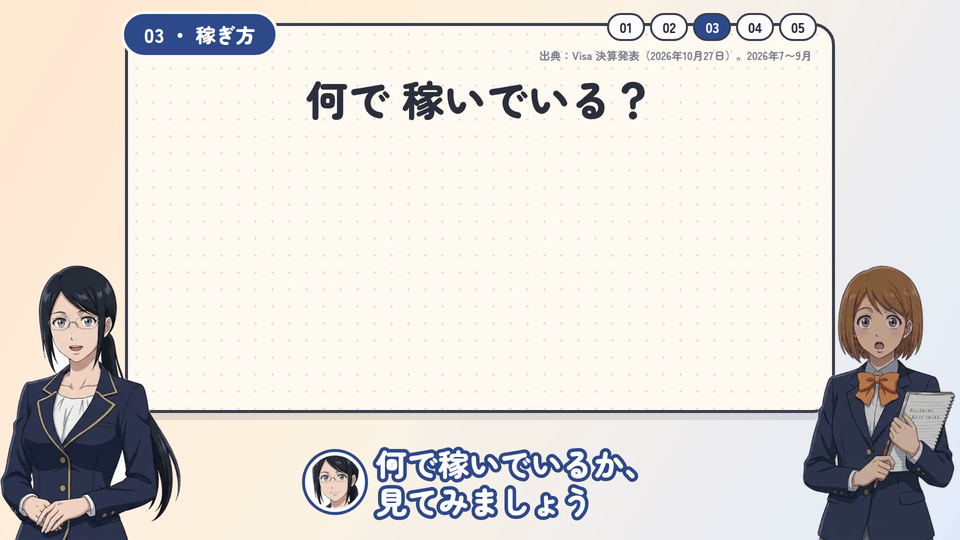 03 ・ 稼ぎ方
01 02 03 04 05
出典：Visa 決算発表（2026年10月27日）。2026年7〜9月
何で 稼いでいる？
何で稼いでいるか、
見てみましょう